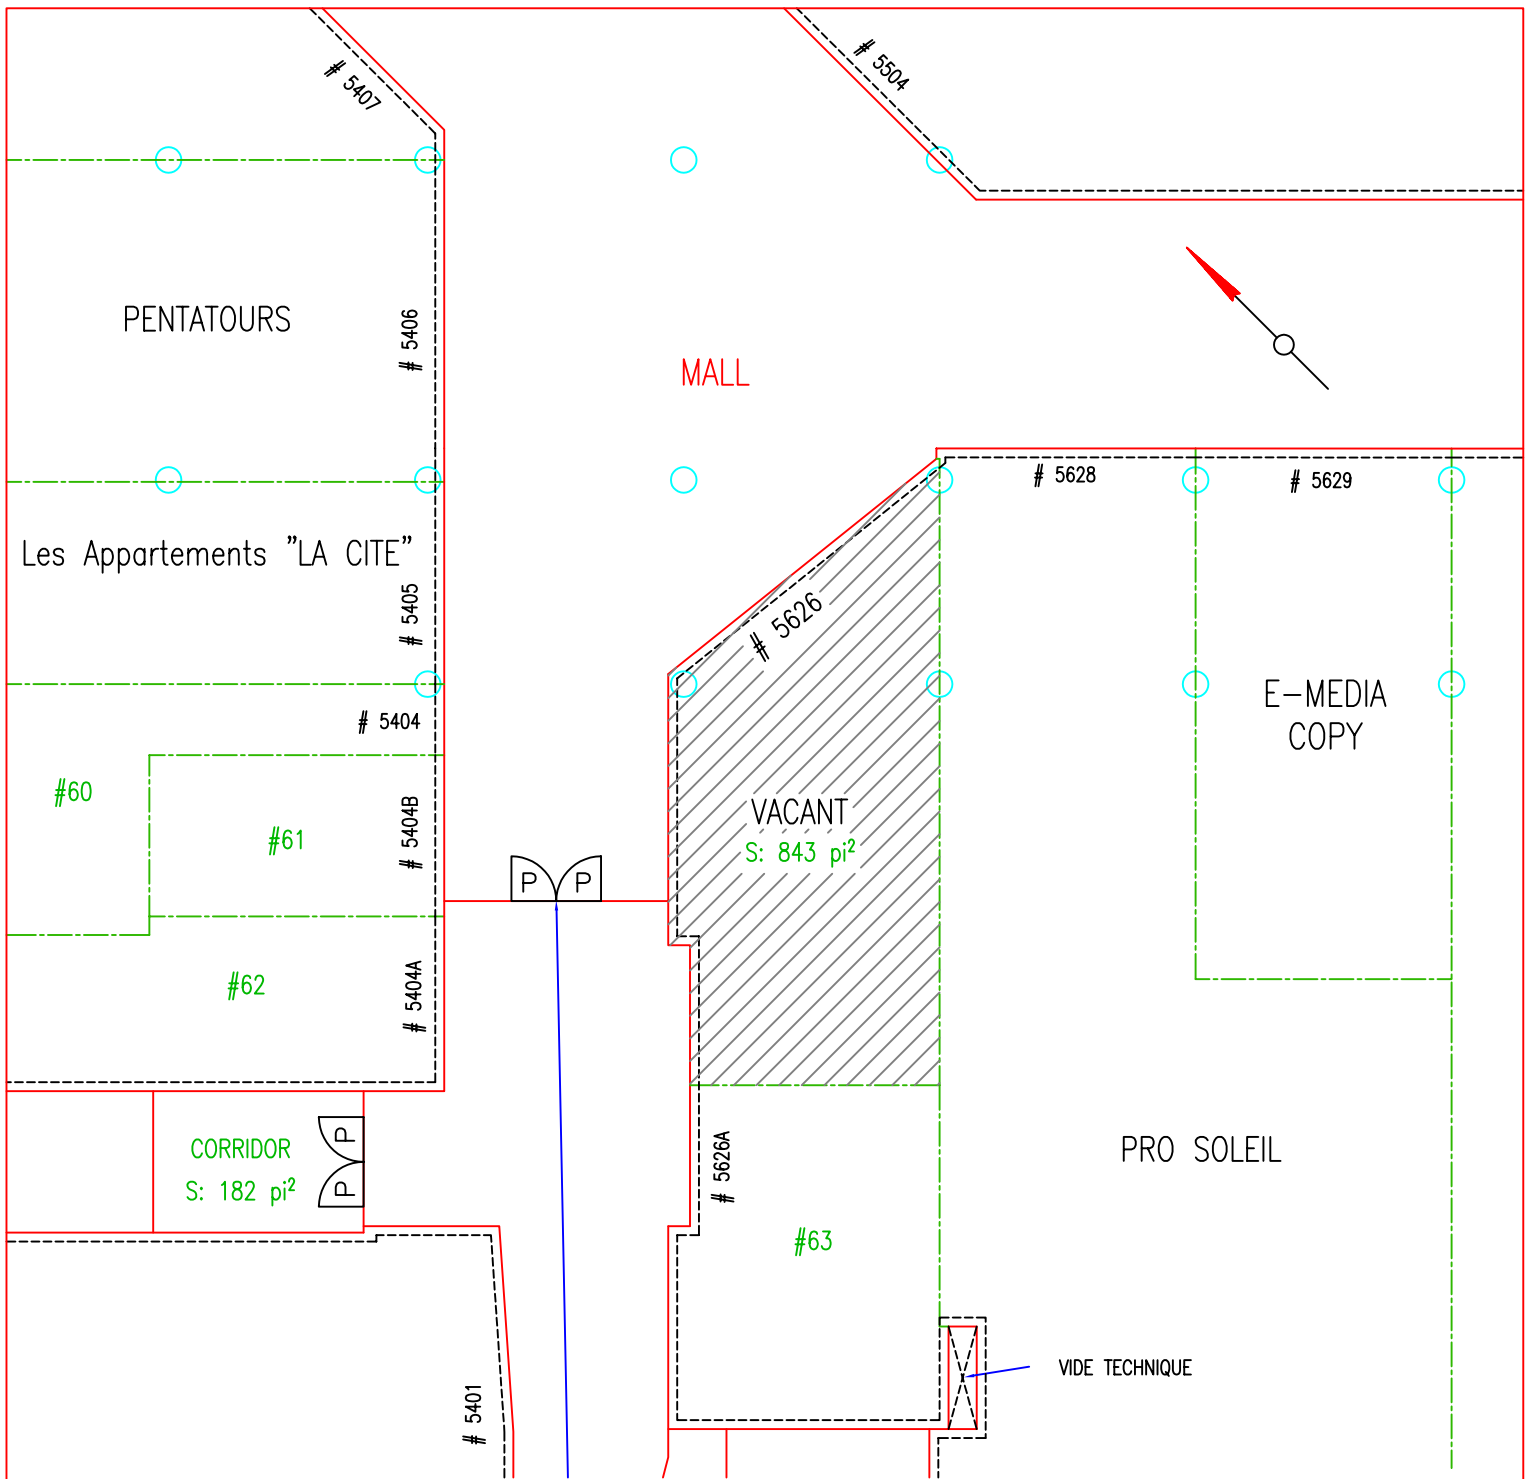 # 5407
# 5504
PENTATOURS
# 5406
MALL
# 5628
# 5629
Les Appartements "LA CITE"
# 5405
# 5626
# 5404
E-MEDIA
COPY
#60
#61
# 5404B
VACANT
S: 843 pi²
P P
#62
# 5404A
CORRIDOR
S: 182 pi²
P
P
# 5626A
PRO SOLEIL
#63
VIDE TECHNIQUE
# 5401